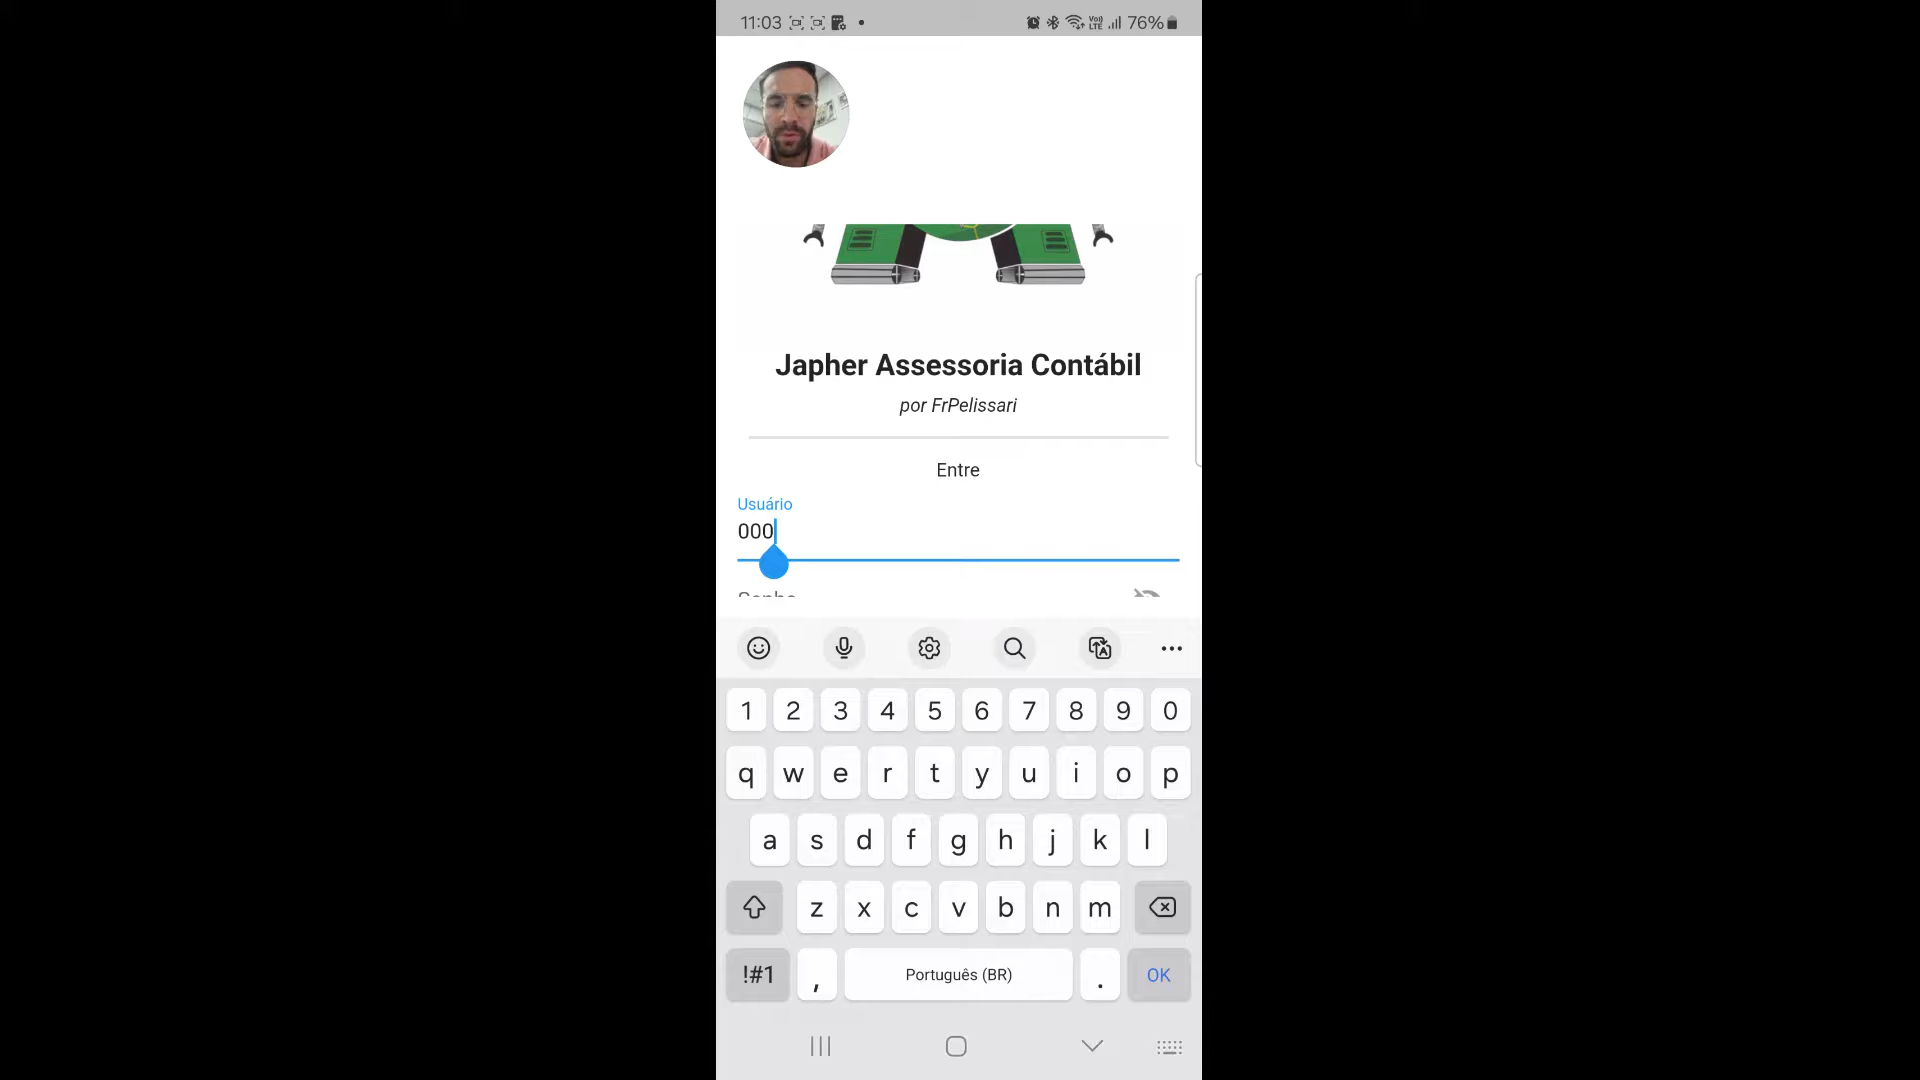 11:03 76%
Japher Assessoria Contábil
por FrPelissari
Entre
Usuário
000
Senha
1 2 3 4 5 6 7 8 9 0
q w e r t y u i o p
a s d f g h j k l
z x c v b n m
!#1 , Português (BR) . OK